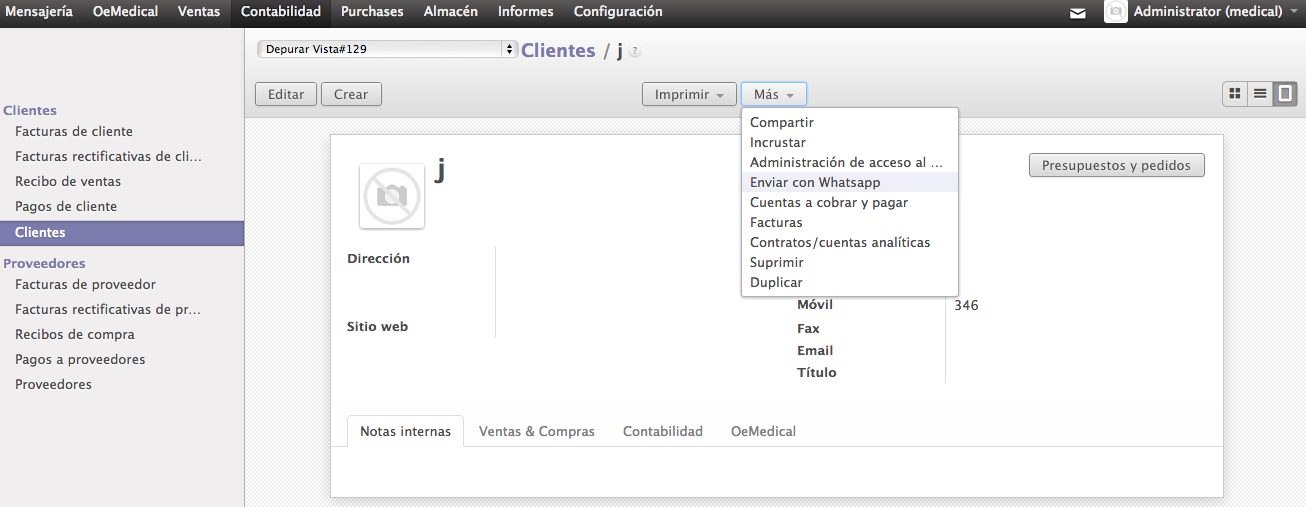 Mensajería OeMedical Ventas Contabilidad Purchases Almacén Informes Configuración Administrator (medical)
Depurar Vista#129 Clientes / j ?
Editar Crear Imprimir Más
Clientes
Facturas de cliente
Facturas rectificativas de cli...
Recibo de ventas
Pagos de cliente
Clientes
Proveedores
Facturas de proveedor
Facturas rectificativas de pr...
Recibos de compra
Pagos a proveedores
Proveedores
Compartir
Incrustar
Administración de acceso al ...
Enviar con Whatsapp
Cuentas a cobrar y pagar
Facturas
Contratos/cuentas analíticas
Suprimir
Duplicar
j
Presupuestos y pedidos
Dirección
Sitio web
Móvil 346
Fax
Email
Título
Notas internas Ventas & Compras Contabilidad OeMedical